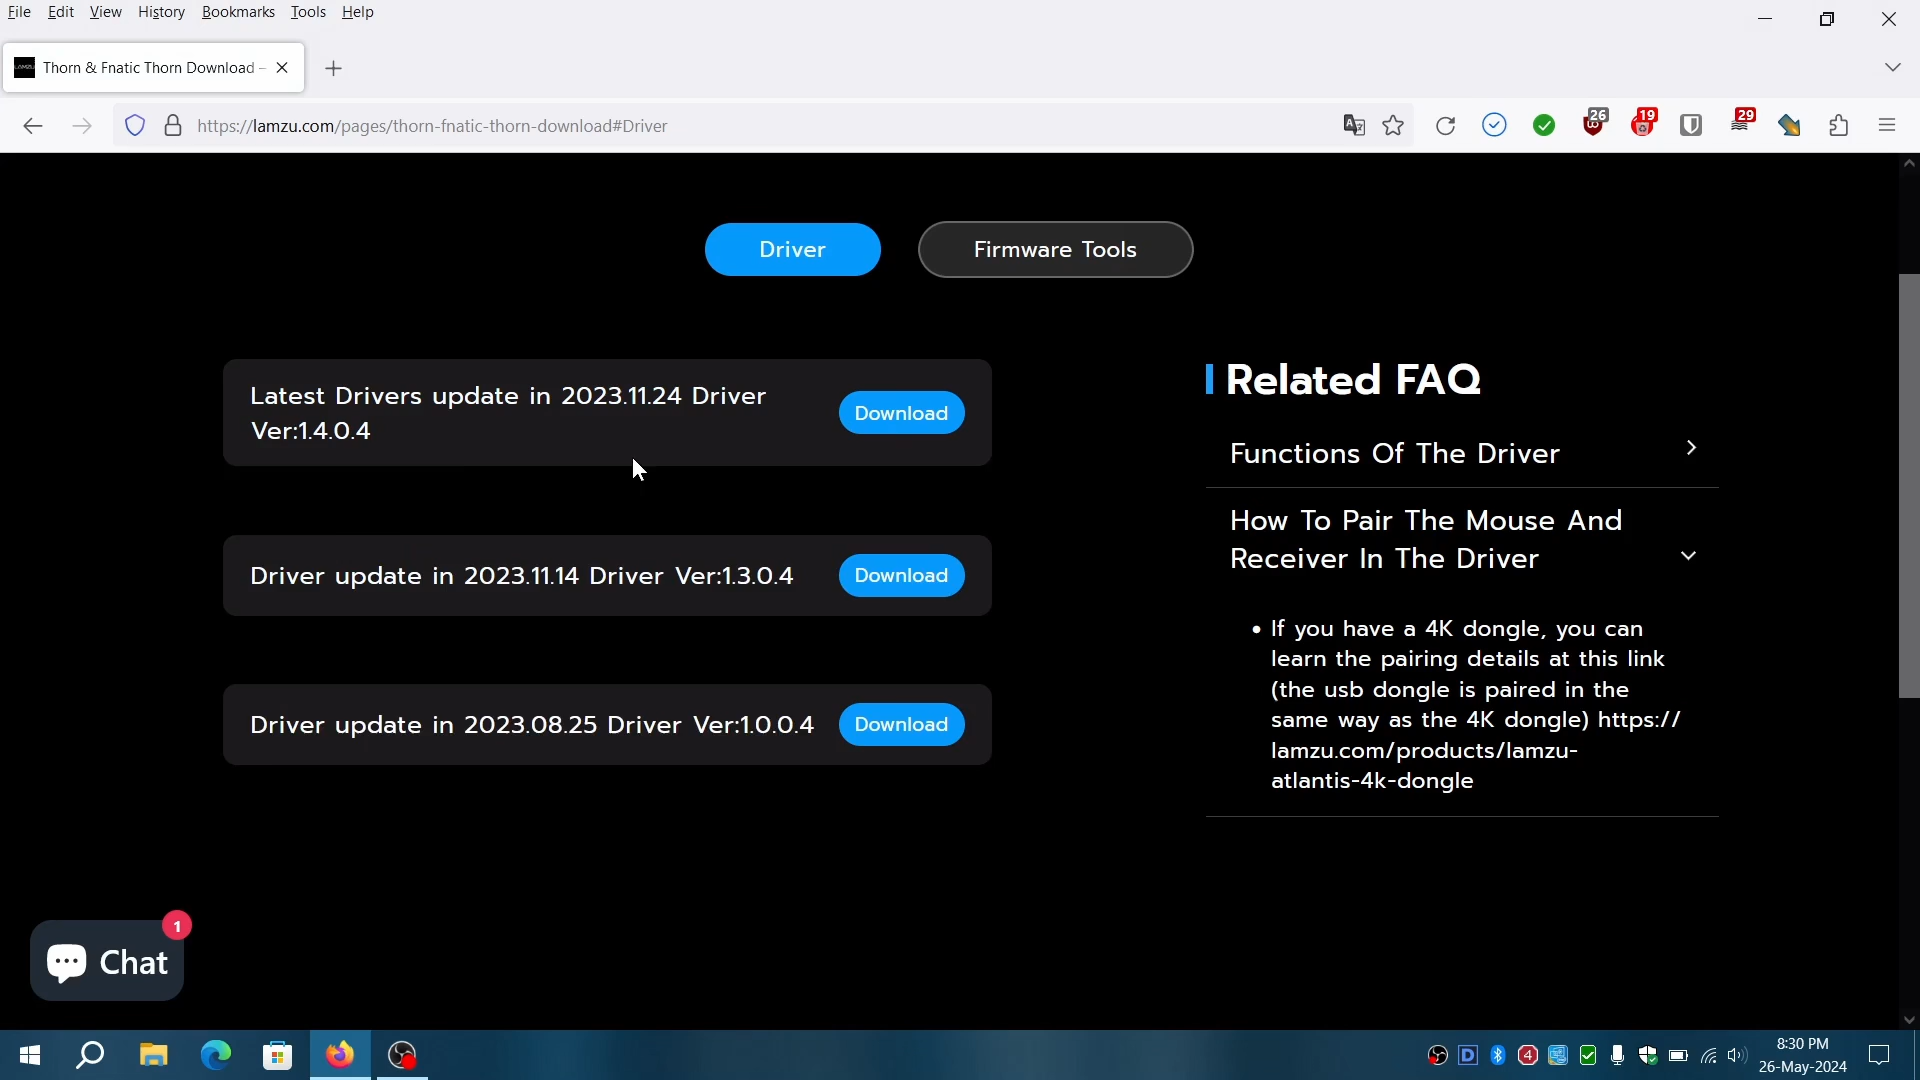 File Edit View History Bookmarks Tools Help
Thorn & Fnatic Thorn Download –
https://lamzu.com/pages/thorn-fnatic-thorn-download#Driver
26
19
29
Driver
Firmware Tools
Latest Drivers update in 2023.11.24 Driver
Ver:1.4.0.4
Download
Driver update in 2023.11.14 Driver Ver:1.3.0.4
Download
Driver update in 2023.08.25 Driver Ver:1.0.0.4
Download
Related FAQ
Functions Of The Driver
How To Pair The Mouse And
Receiver In The Driver
• If you have a 4K dongle, you can
learn the pairing details at this link
(the usb dongle is paired in the
same way as the 4K dongle) https://
lamzu.com/products/lamzu-
atlantis-4k-dongle
1
Chat
D
4
8:30 PM
26-May-2024